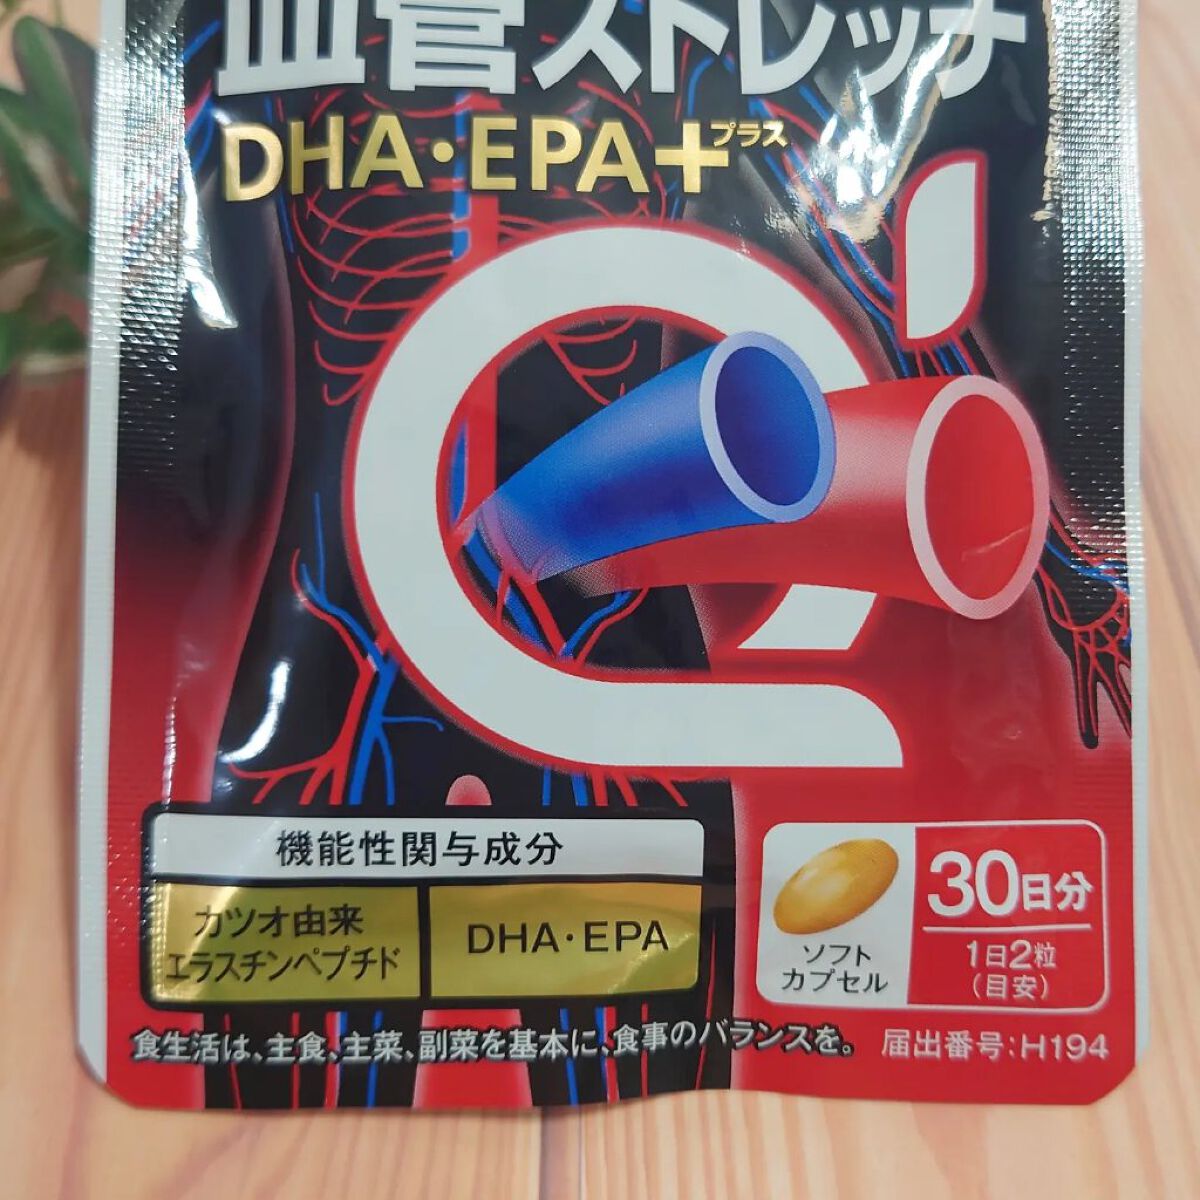 血管ストレッチ
DHA・EPA+プラス
機能性関与成分
カツオ由来
エラスチンペプチド
DHA・EPA
ソフト
カプセル
30日分
1日2粒
(目安)
食生活は、主食、主菜、副菜を基本に、食事のバランスを。
届出番号:H194